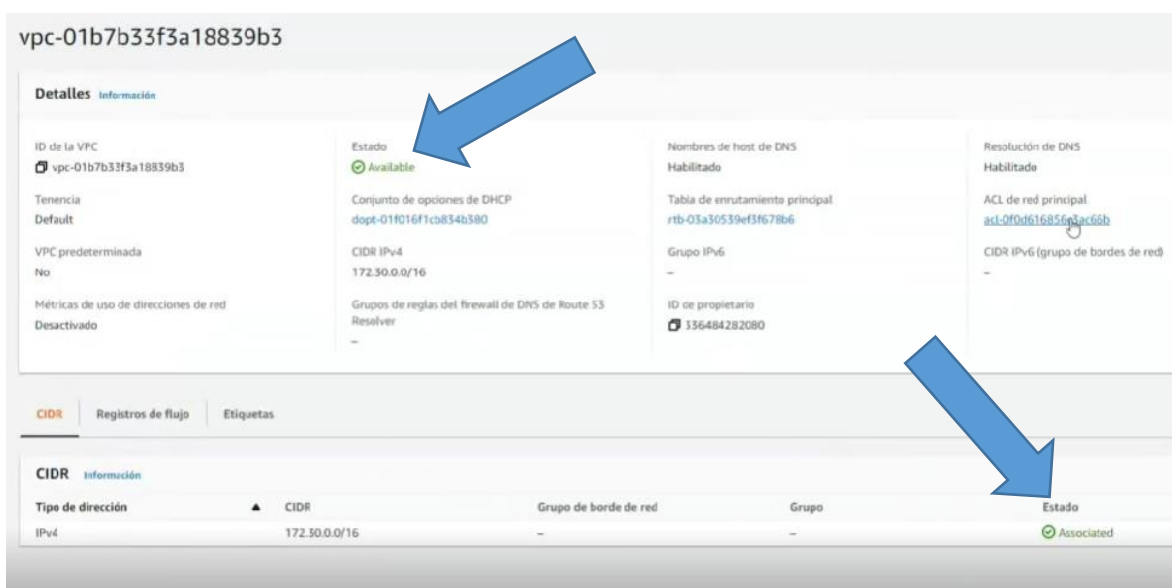 vpc-01b7b33f3a18839b3
Detalles Información
ID de la VPC
vpc-01b7b33f3a18839b3
Estado
Available
Nombres de host de DNS
Habilitado
Resolución de DNS
Habilitado
Tenencia
Default
Conjunto de opciones de DHCP
dopt-01f016f1cb834b380
Tabla de enrutamiento principal
rtb-03a30539ef3f678b6
ACL de red principal
VPC predeterminada
No
CIDR IPv4
172.30.0.0/16
Grupo IPv6
–
CIDR IPv6 (grupo de bordes de red)
–
Métricas de uso de direcciones de red
Desactivado
Grupos de reglas del firewall de DNS de Route 53
Resolver
–
ID de propietario
336484282080
CIDR Registros de flujo Etiquetas
CIDR Información
Tipo de dirección ▲ CIDR Grupo de borde de red Grupo Estado
IPv4 172.30.0.0/16 – – Associated